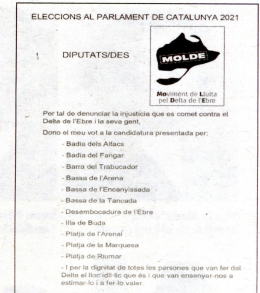 ELECCIONS AL PARLAMENT DE CATALUNYA 2021
DIPUTATS/DES
MOLDE
Moviment de Lluita
pel Delta de l'Ebre
Per tal de denunciar la injustícia que es comet contra el
Delta de l'Ebre i la seva gent,
Dono el meu vot a la candidatura presentada per:
- Badia dels Alfacs
- Badia del Fangar
- Barra del Trabucador
- Bassa de l'Arena
- Bassa de l'Encanyissada
- Bassa de la Tancada
- Desembocadura de l'Ebre
- Illa de Buda
- Platja de l'Arenal
- Platja de la Marquesa
- Platja de Riumar
- I per la dignitat de totes les persones que van fer del
Delta el lloc idíl·lic que és i que van ensenyar-nos a
estimar-lo i a fer-lo valer.